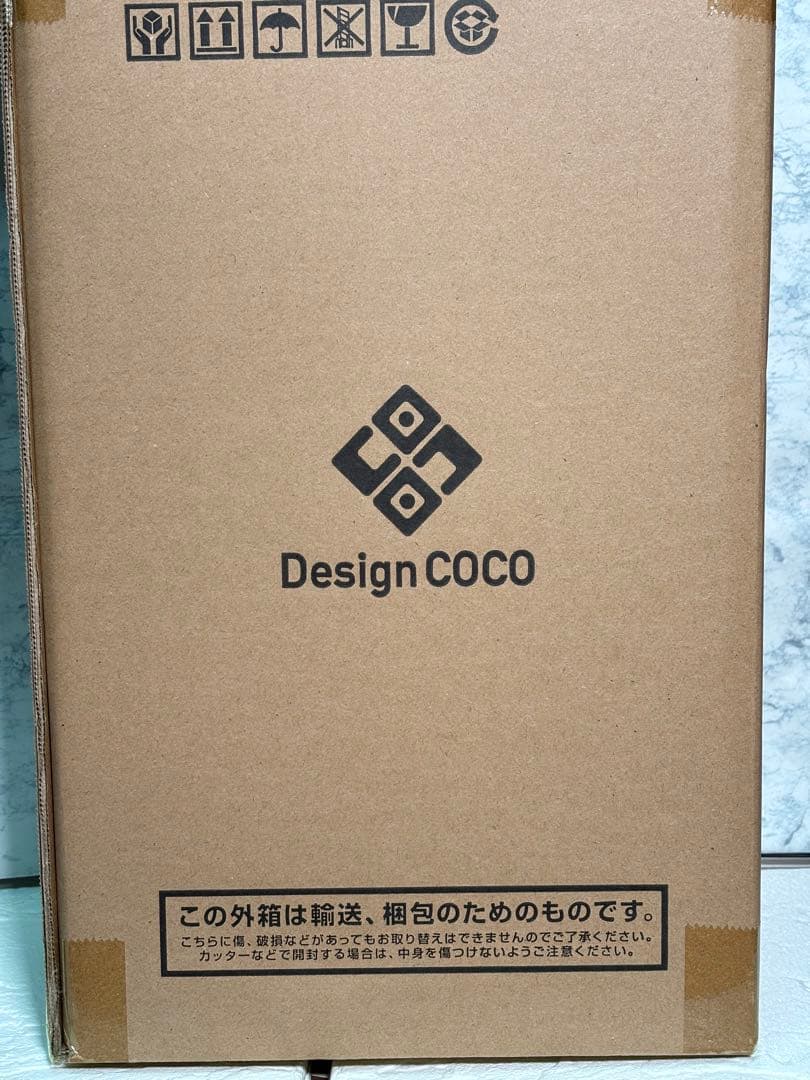 Design COCO
この外箱は輸送、梱包のためのものです。
こちらに傷、破損などがあってもお取り替えはできませんのでご了承ください。
カッターなどで開封する場合は、中身を傷つけないようご注意ください。